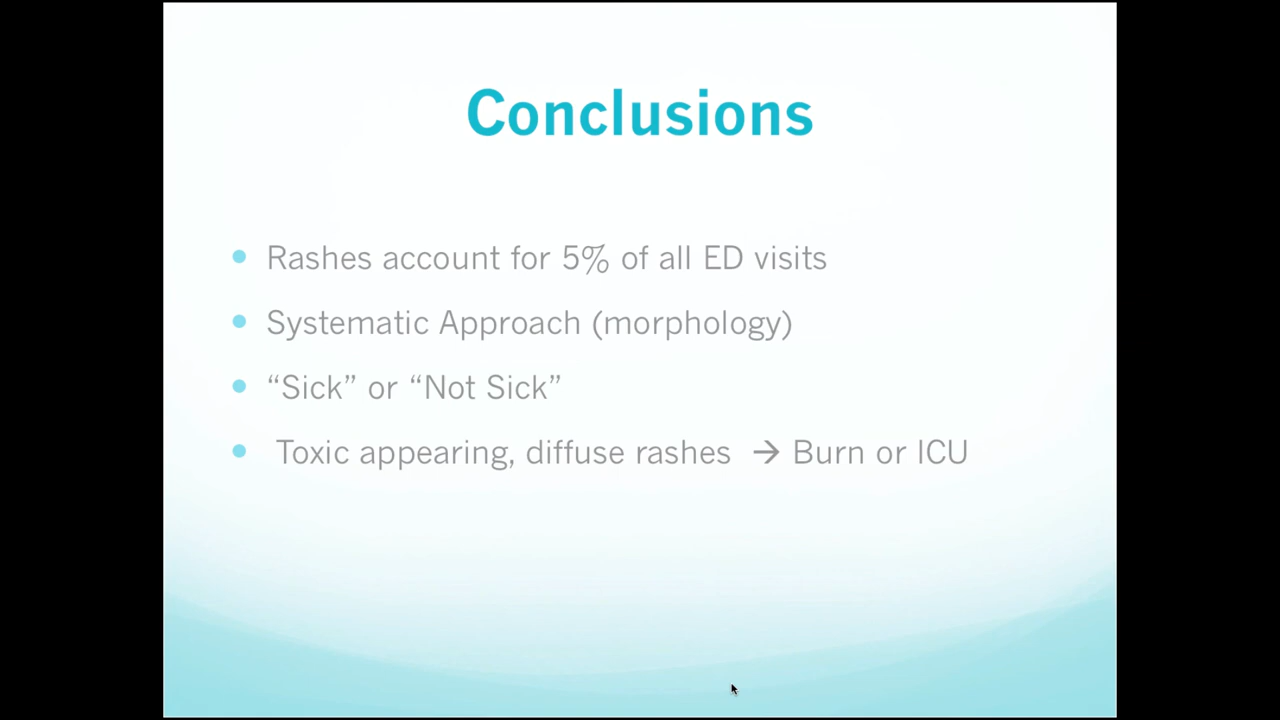 Conclusions
• Rashes account for 5% of all ED visits
• Systematic Approach (morphology)
• “Sick” or “Not Sick”
• Toxic appearing, diffuse rashes → Burn or ICU